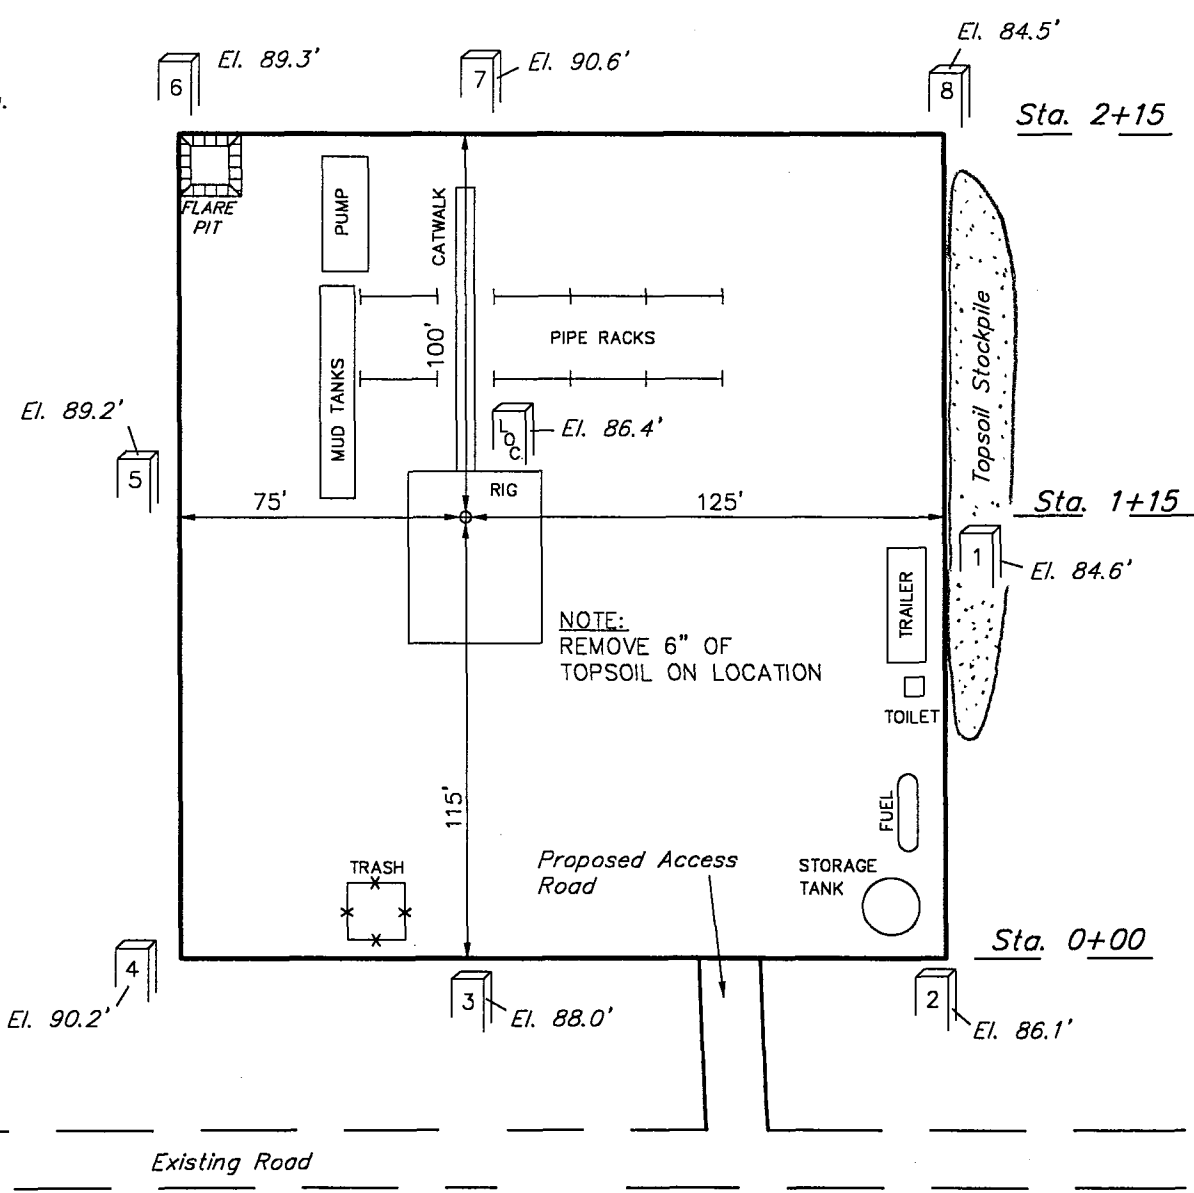 El. 84.5'
El. 89.3'
El. 90.6'
6
7
8
Sta. 2+15
FLARE
PIT
PUMP
CATWALK
100'
PIPE RACKS
MUD TANKS
Topsoil Stockpile
El. 89.2'
LOC.
El. 86.4'
5
RIG
75'
125'
Sta. 1+15
1
El. 84.6'
TRAILER
NOTE:
REMOVE 6" OF
TOPSOIL ON LOCATION
TOILET
115'
FUEL
TRASH
Proposed Access
Road
STORAGE
TANK
Sta. 0+00
4
3
2
El. 90.2'
El. 88.0'
El. 86.1'
Existing Road